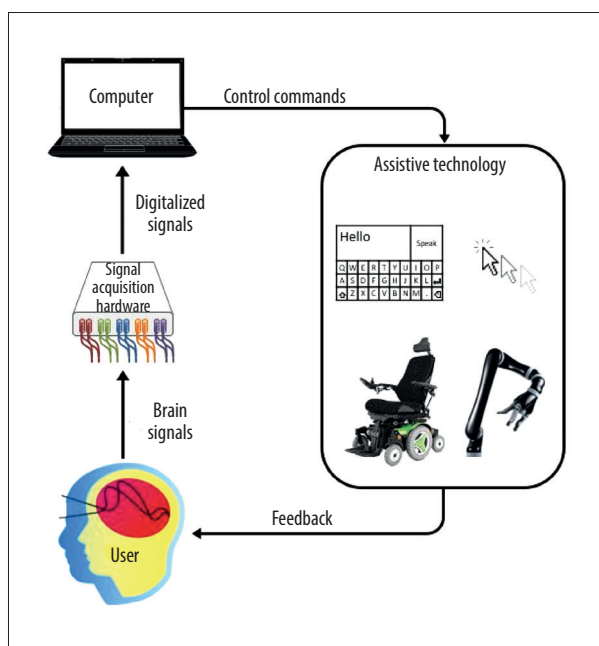 Computer
Control commands
Assistive technology
Digitalized
signals
Hello
Speak
Q W E R T Y U I O P
A S D F G H J K L
Z X C V B N M .
Signal
acquisition
hardware
Brain
signals
Feedback
User